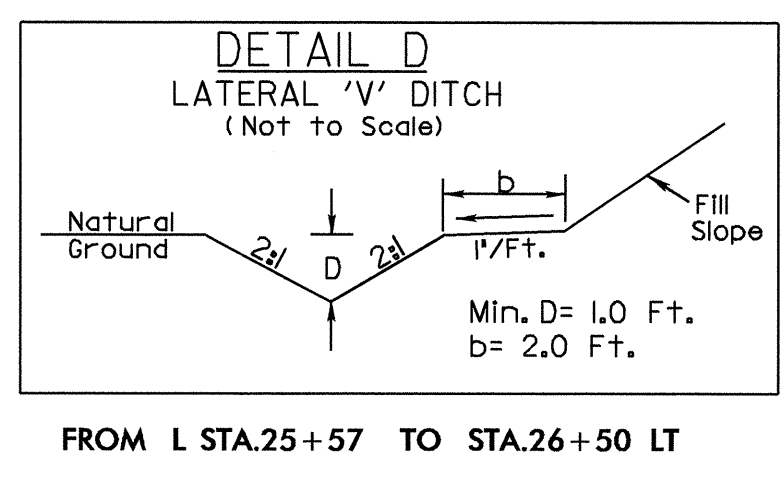 DETAIL D
LATERAL 'V' DITCH
(Not to Scale)
b
Natural
Ground
2:1
D
2:1
1"/Ft.
Fill
Slope
Min. D= 1.0 Ft.
b= 2.0 Ft.
FROM L STA.25+57 TO STA.26+50 LT